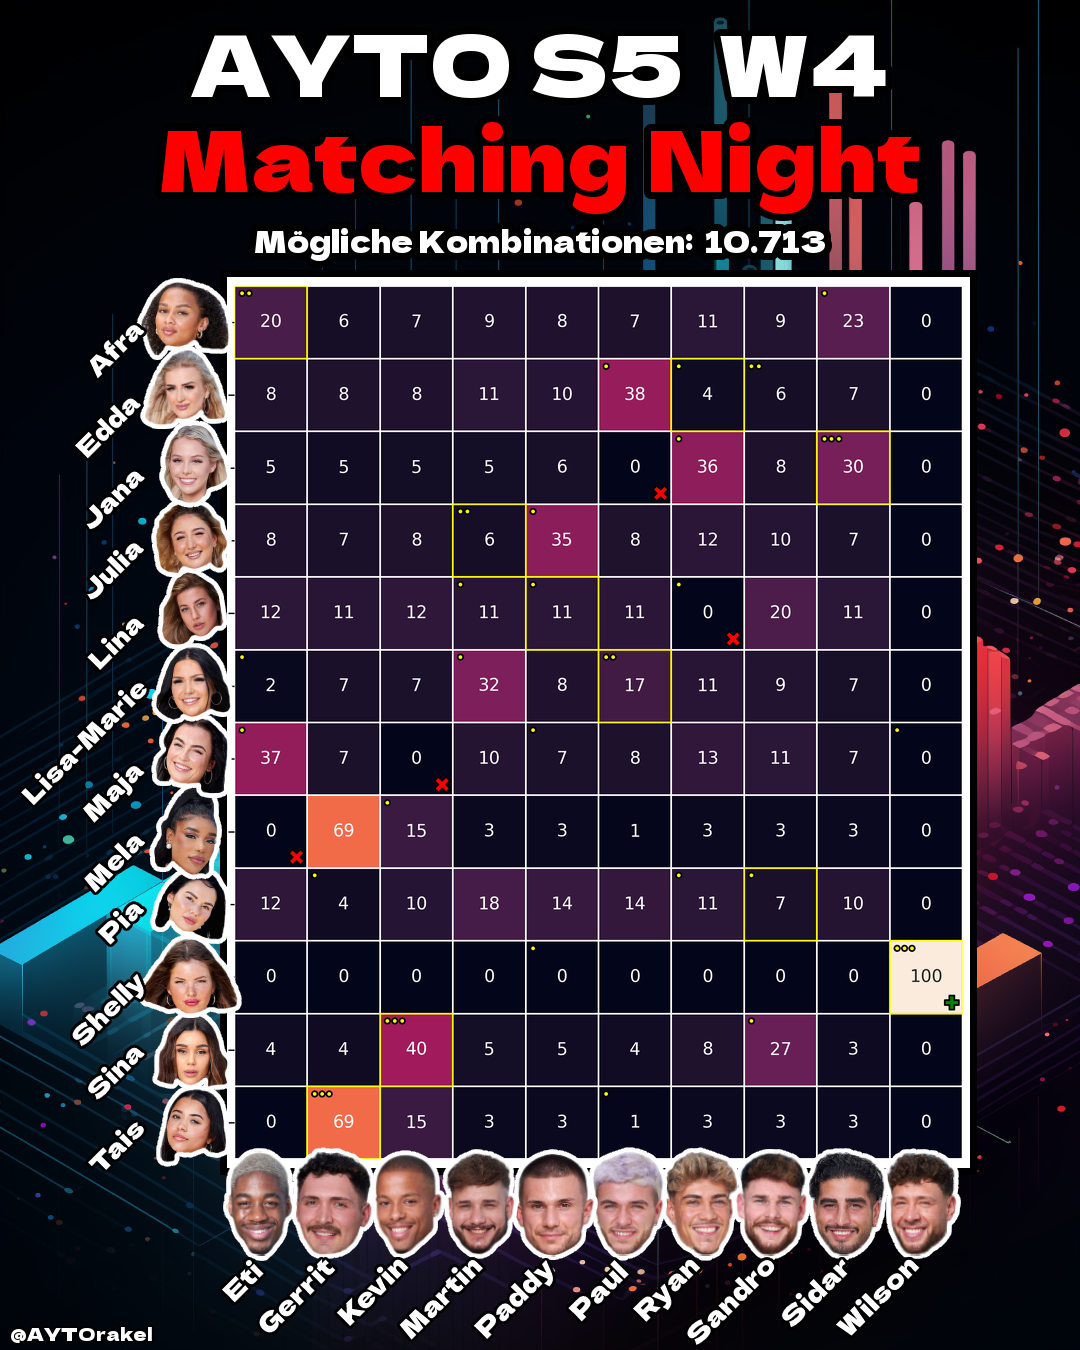 AYTO S5 W4
Matching Night
Mögliche Kombinationen: 10.713
Afra 20 6 7 9 8 7 11 9 23 0
Edda 8 8 8 11 10 38 4 6 7 0
Jana 5 5 5 5 6 0 36 8 30 0
Julia 8 7 8 6 35 8 12 10 7 0
Lina 12 11 12 11 11 11 0 20 11 0
Lisa-Marie 2 7 7 32 8 17 11 9 7 0
Maja 37 7 0 10 7 8 13 11 7 0
Mela 0 69 15 3 3 1 3 3 3 0
Pia 12 4 10 18 14 14 11 7 10 0
Shelly 0 0 0 0 0 0 0 0 0 100
Sina 4 4 40 5 5 4 8 27 3 0
Tais 0 69 15 3 3 1 3 3 3 0
Eti Gerrit Kevin Martin Paddy Paul Ryan Sandro Sidar Wilson
@AYTOrakel